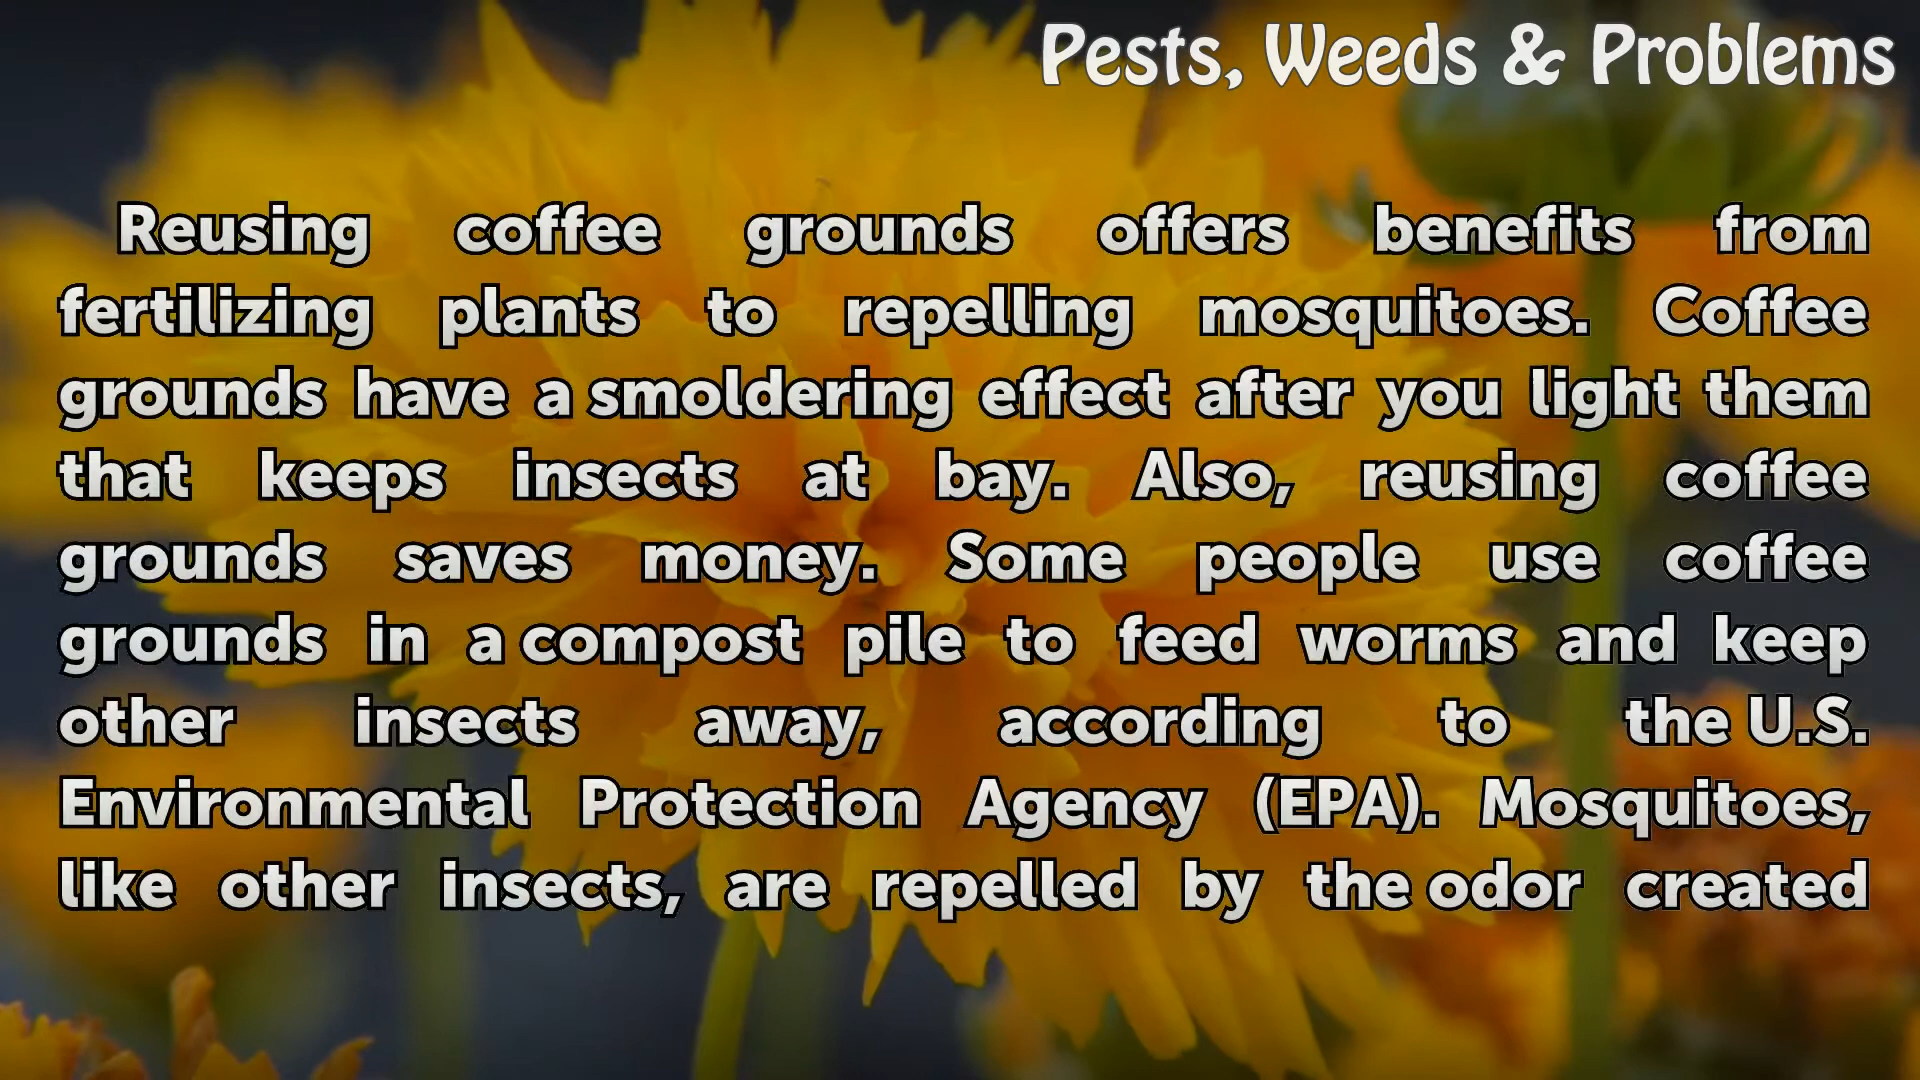 Pests, Weeds & Problems
Reusing coffee grounds offers benefits from
fertilizing plants to repelling mosquitoes. Coffee
grounds have a smoldering effect after you light them
that keeps insects at bay. Also, reusing coffee
grounds saves money. Some people use coffee
grounds in a compost pile to feed worms and keep
other insects away, according to the U.S.
Environmental Protection Agency (EPA). Mosquitoes,
like other insects, are repelled by the odor created